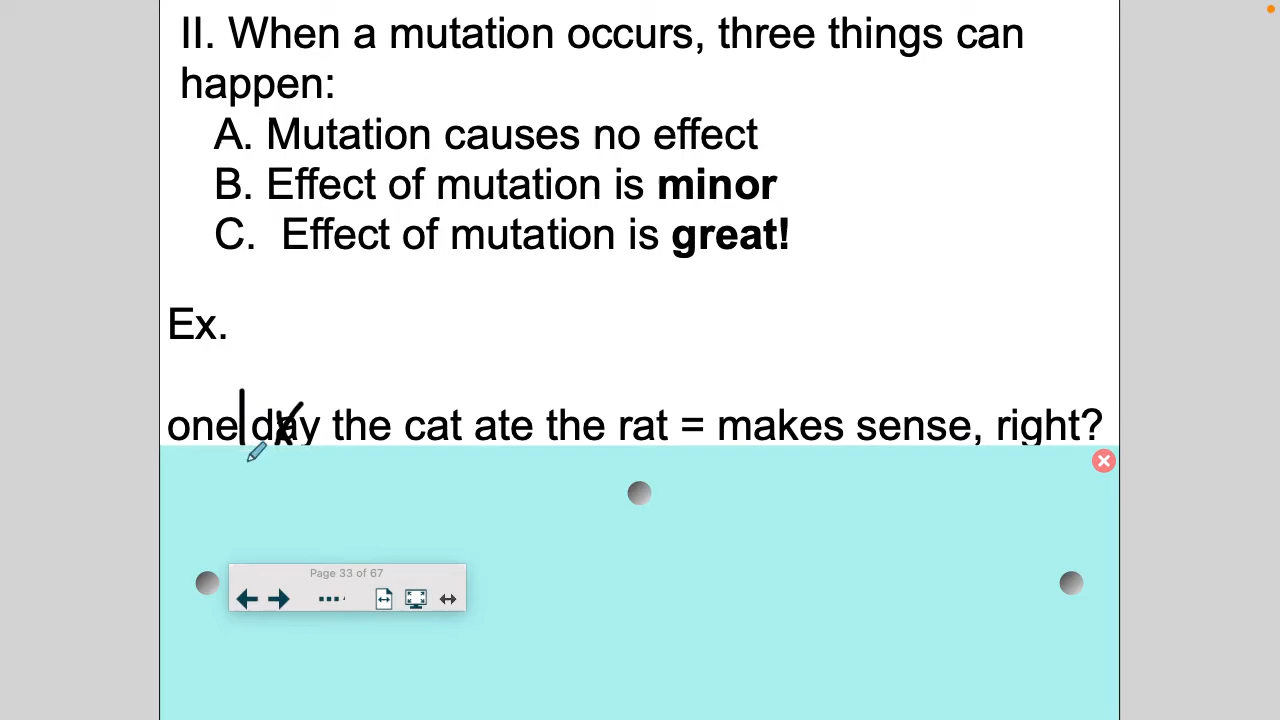 II. When a mutation occurs, three things can
happen:
A. Mutation causes no effect
B. Effect of mutation is minor
C. Effect of mutation is great!
Ex.
one day the cat ate the rat = makes sense, right?
Page 33 of 67